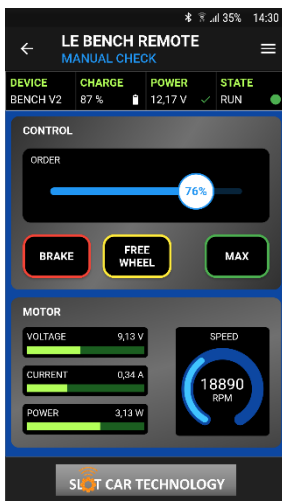 35% 14:30
LE BENCH REMOTE
MANUAL CHECK
DEVICE CHARGE POWER STATE
BENCH V2 87 % 12,17 V RUN
CONTROL
ORDER
76%
BRAKE FREE WHEEL MAX
MOTOR
VOLTAGE 9,13 V
CURRENT 0,34 A
POWER 3,13 W
SPEED
18890
RPM
SLOT CAR TECHNOLOGY